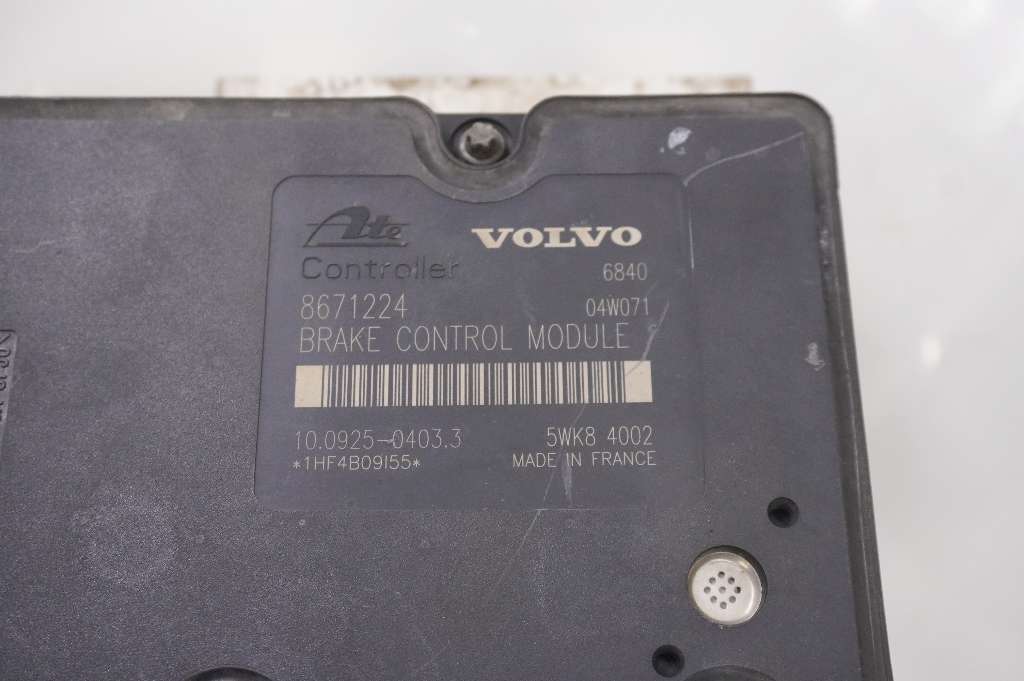 Ate VOLVO
Controller 6840
8671224 04W071
BRAKE CONTROL MODULE
10.0925-0403.3 5WK8 4002
*1HF4B09I55* MADE IN FRANCE